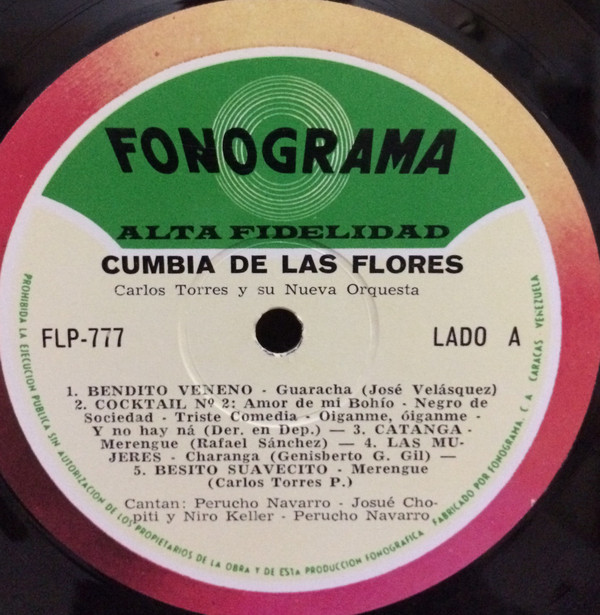 FONOGRAMA
ALTA FIDELIDAD
CUMBIA DE LAS FLORES
Carlos Torres y su Nueva Orquesta
FLP-777
LADO A
1. BENDITO VENENO - Guaracha (José Velásquez)
2. COCKTAIL Nº 2: Amor de mi Bohío - Negro de
Sociedad - Triste Comedia - Oiganme, óiganme -
Y no hay ná (Der. en Dep.) — 3. CATANGA -
Merengue (Rafael Sánchez) — 4. LAS MU-
JERES - Charanga (Genisberto G. Gil) —
5. BESITO SUAVECITO - Merengue
(Carlos Torres P.)
Cantan: Perucho Navarro - Josué Cho-
piti y Niro Keller - Perucho Navarro
PROHIBIDA LA EJECUCION PUBLICA SIN AUTORIZACION DE LOS PROPIETARIOS DE LA OBRA Y DE ESTA PRODUCCION FONOGRAFICA FABRICADO POR FONOGRAMA. C. A. CARACAS VENEZUELA